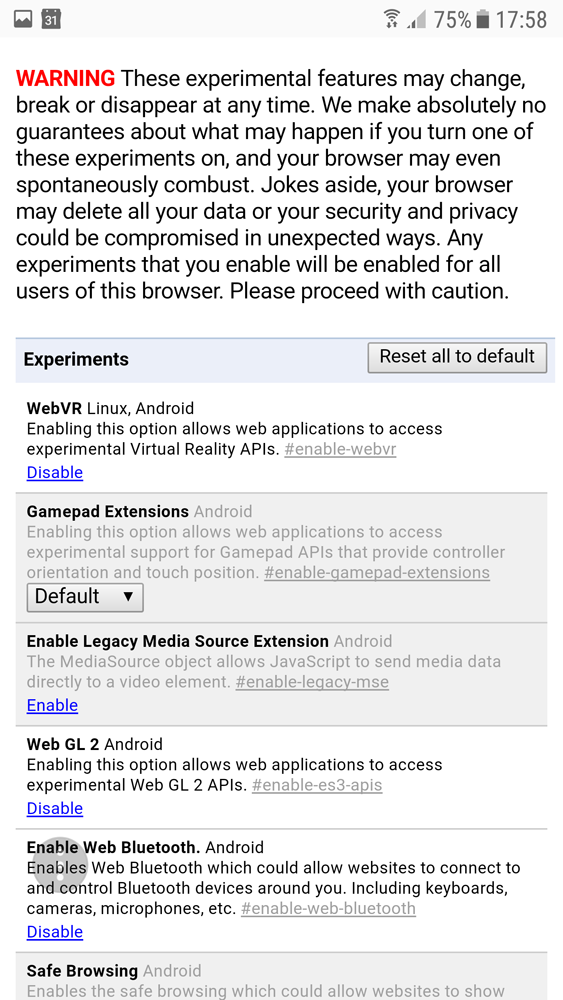 31 75% 17:58
WARNING These experimental features may change,
break or disappear at any time. We make absolutely no
guarantees about what may happen if you turn one of
these experiments on, and your browser may even
spontaneously combust. Jokes aside, your browser
may delete all your data or your security and privacy
could be compromised in unexpected ways. Any
experiments that you enable will be enabled for all
users of this browser. Please proceed with caution.
Experiments Reset all to default
WebVR Linux, Android
Enabling this option allows web applications to access
experimental Virtual Reality APIs. #enable-webvr
Disable
Gamepad Extensions Android
Enabling this option allows web applications to access
experimental support for Gamepad APIs that provide controller
orientation and touch position. #enable-gamepad-extensions
Default
Enable Legacy Media Source Extension Android
The MediaSource object allows JavaScript to send media data
directly to a video element. #enable-legacy-mse
Enable
Web GL 2 Android
Enabling this option allows web applications to access
experimental Web GL 2 APIs. #enable-es3-apis
Disable
Enable Web Bluetooth. Android
Enables Web Bluetooth which could allow websites to connect to
and control Bluetooth devices around you. Including keyboards,
cameras, microphones, etc. #enable-web-bluetooth
Disable
Safe Browsing Android
Enables the safe browsing which could allow websites to show